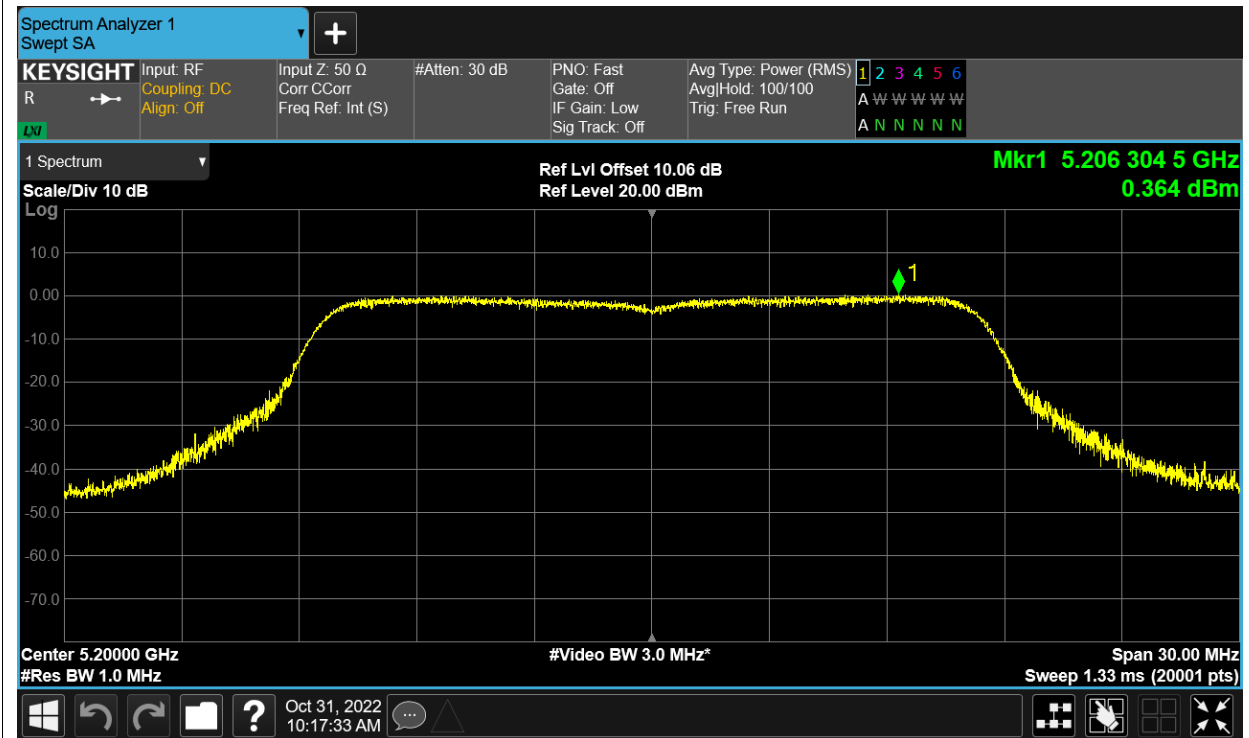 Spectrum Analyzer 1
Swept SA
KEYSIGHT
R
LXI
Input: RF
Coupling: DC
Align: Off
Input Z: 50 Ω
Corr CCorr
Freq Ref: Int (S)
#Atten: 30 dB
PNO: Fast
Gate: Off
IF Gain: Low
Sig Track: Off
Avg Type: Power (RMS)
Avg|Hold: 100/100
Trig: Free Run
1 2 3 4 5 6
A W W W W W
A N N N N N
1 Spectrum
Scale/Div 10 dB
Log
Ref Lvl Offset 10.06 dB
Ref Level 20.00 dBm
Mkr1 5.206 304 5 GHz
0.364 dBm
10.0
0.00
-10.0
-20.0
-30.0
-40.0
-50.0
-60.0
-70.0
1
Center 5.20000 GHz
#Res BW 1.0 MHz
#Video BW 3.0 MHz*
Span 30.00 MHz
Sweep 1.33 ms (20001 pts)
?
Oct 31, 2022
10:17:33 AM